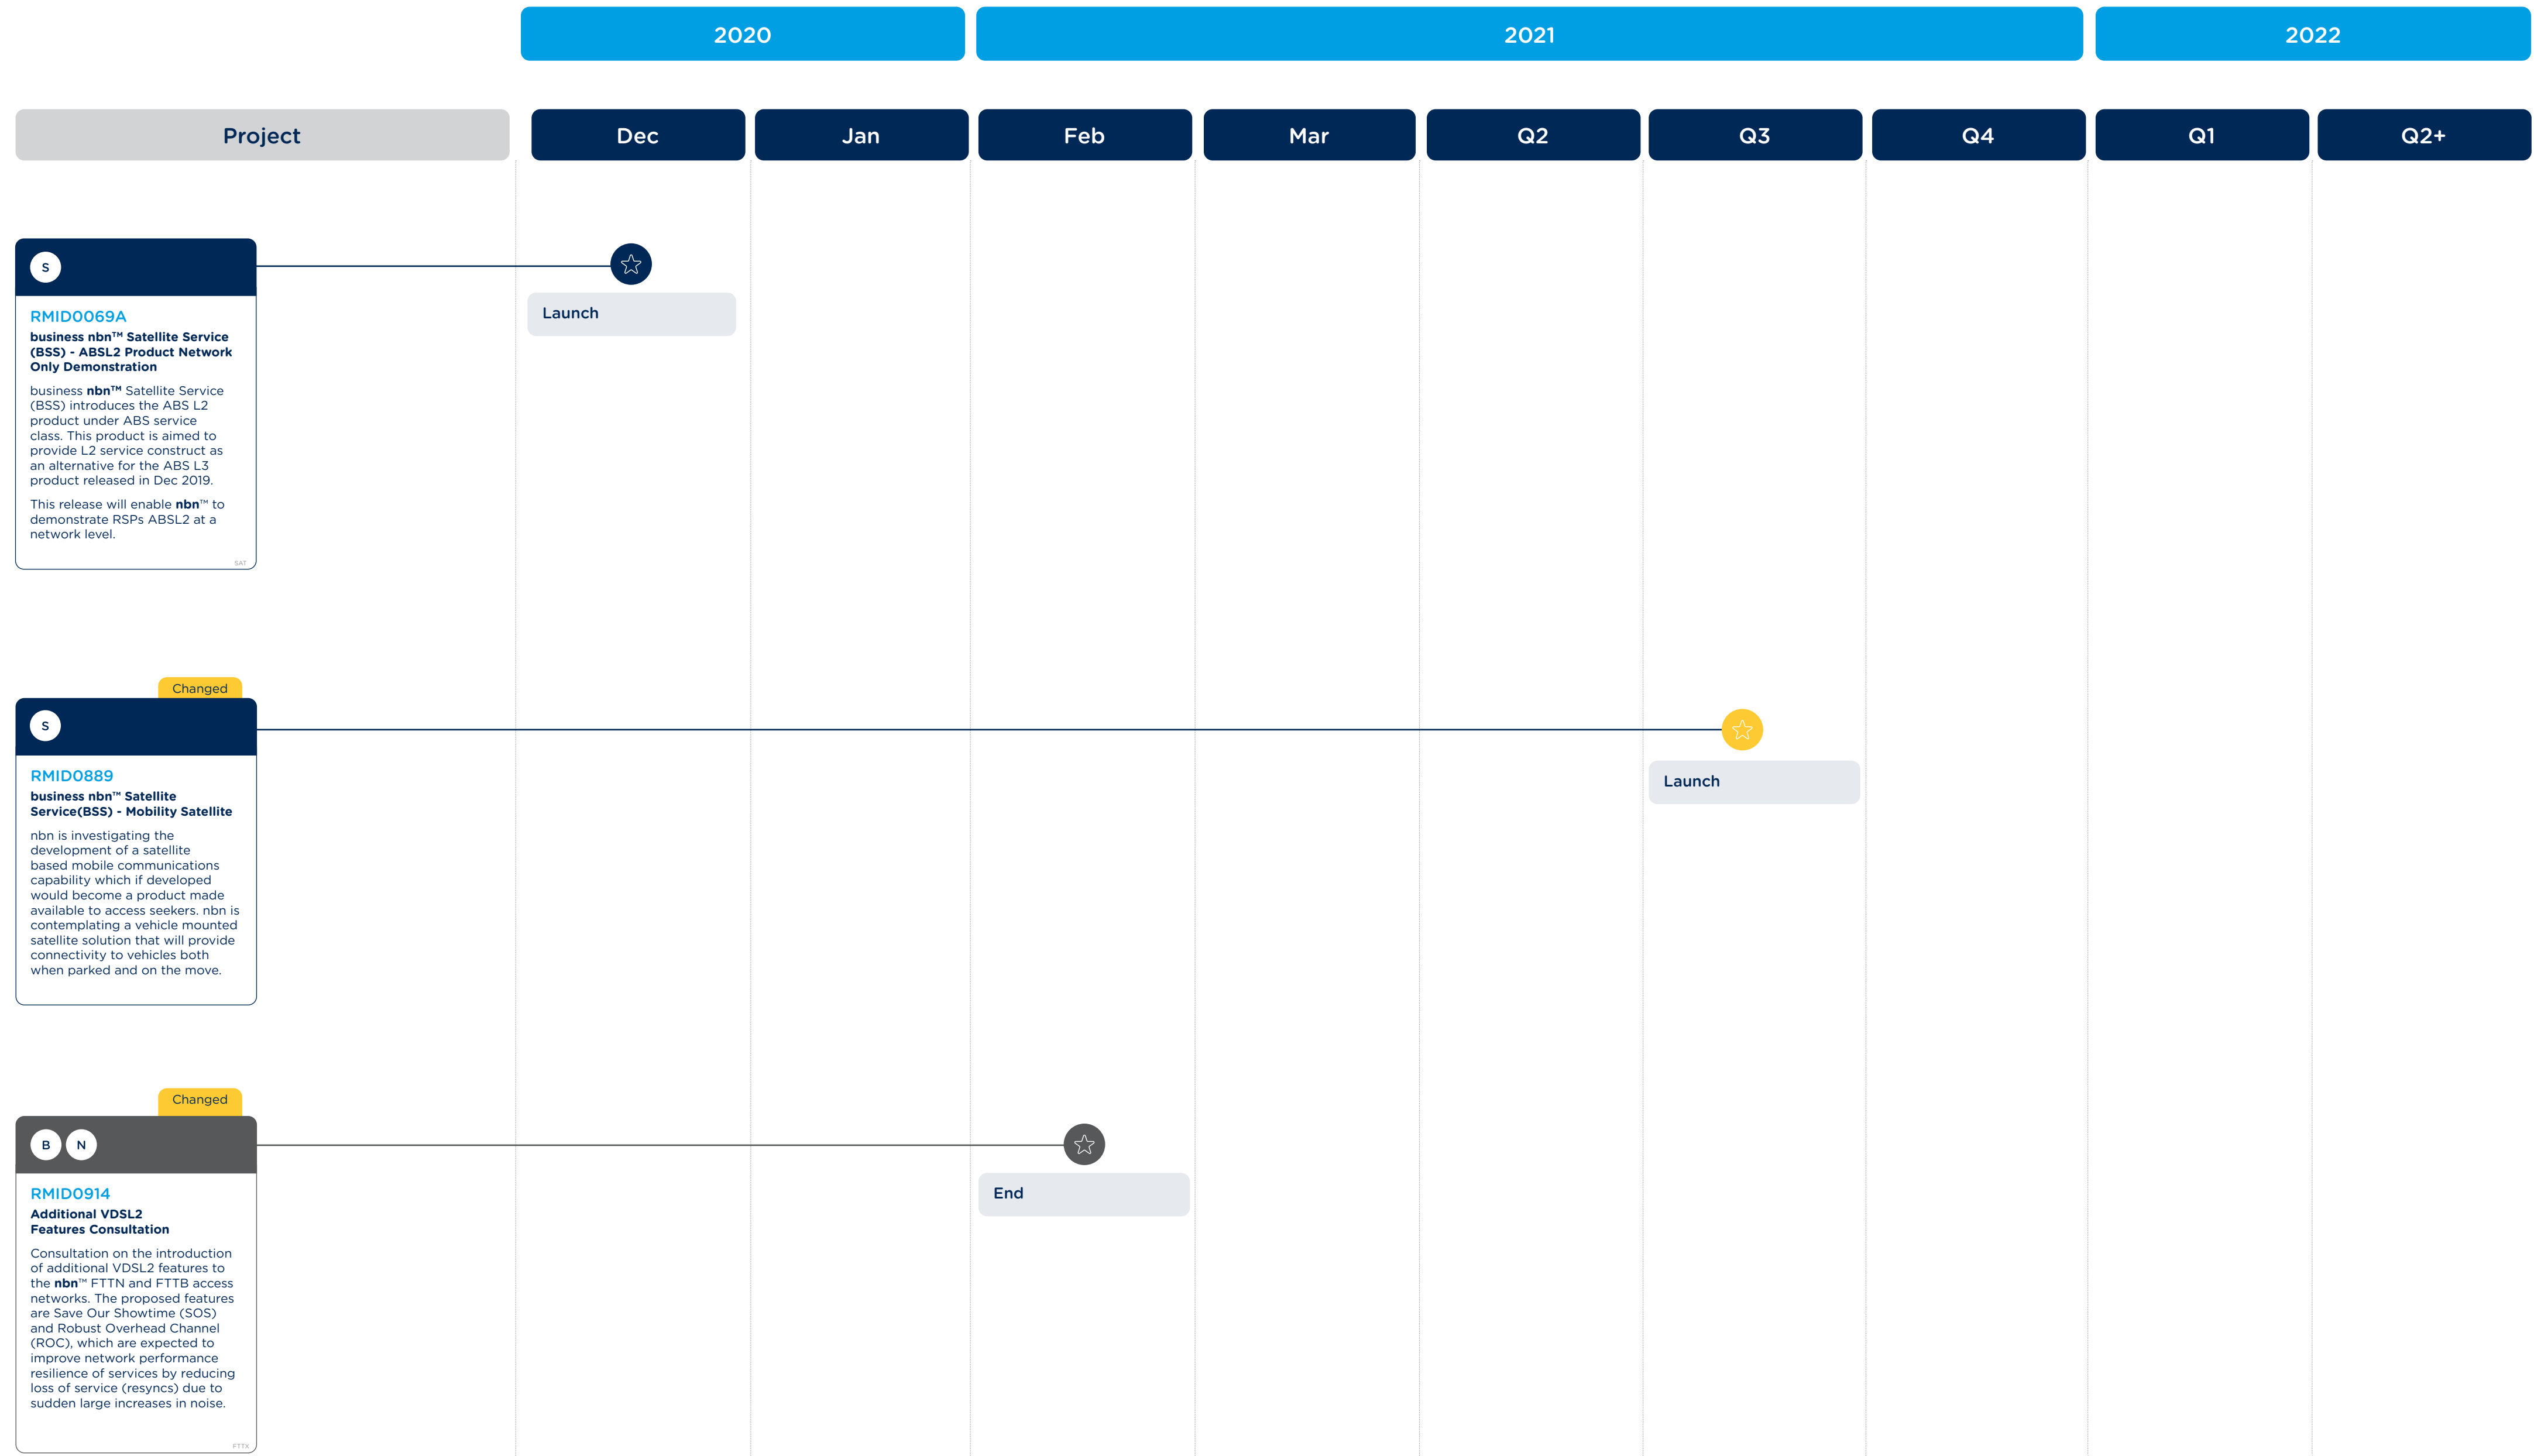 2020
2021
2022
Project
Dec
Jan
Feb
Mar
Q2
Q3
Q4
Q1
Q2+
S
RMID0069A
business nbn™ Satellite Service
(BSS) - ABSL2 Product Network
Only Demonstration
business nbn™ Satellite Service
(BSS) introduces the ABS L2
product under ABS service
class. This product is aimed to
provide L2 service construct as
an alternative for the ABS L3
product released in Dec 2019.
This release will enable nbn™ to
demonstrate RSPs ABSL2 at a
network level.
SAT
Launch
Changed
S
RMID0889
business nbn™ Satellite
Service(BSS) - Mobility Satellite
nbn is investigating the
development of a satellite
based mobile communications
capability which if developed
would become a product made
available to access seekers. nbn is
contemplating a vehicle mounted
satellite solution that will provide
connectivity to vehicles both
when parked and on the move.
Launch
Changed
B N
RMID0914
Additional VDSL2
Features Consultation
Consultation on the introduction
of additional VDSL2 features to
the nbn™ FTTN and FTTB access
networks. The proposed features
are Save Our Showtime (SOS)
and Robust Overhead Channel
(ROC), which are expected to
improve network performance
resilience of services by reducing
loss of service (resyncs) due to
sudden large increases in noise.
FTTX
End